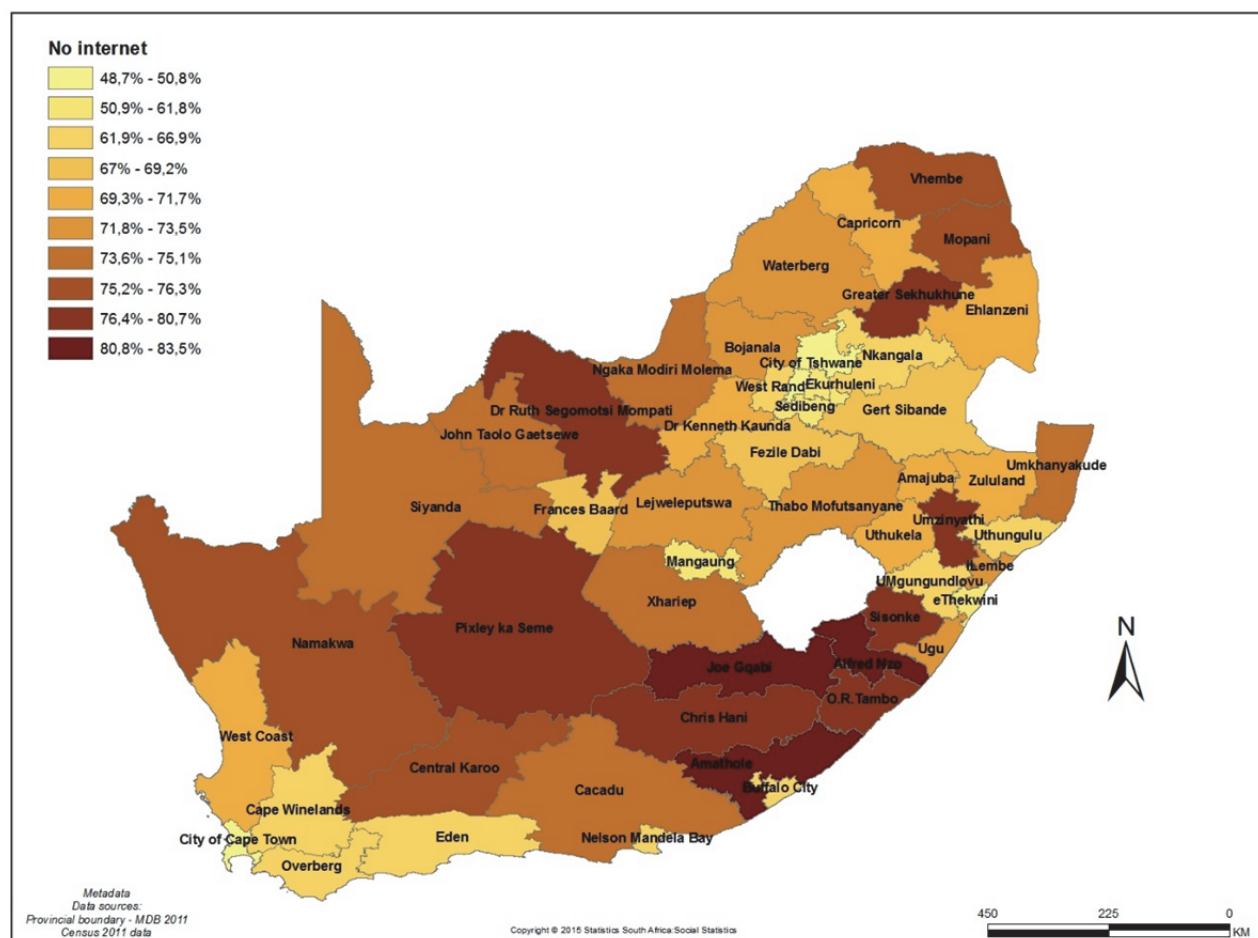 No internet
48,7% - 50,8%
50,9% - 61,8%
61,9% - 66,9%
67% - 69,2%
69,3% - 71,7%
71,8% - 73,5%
73,6% - 75,1%
75,2% - 76,3%
76,4% - 80,7%
80,8% - 83,5%
Vhembe
Capricorn
Mopani
Waterberg
Greater Sekhukhune
Ehlanzeni
Bojanala
Nkangala
City of Tshwane
Ngaka Modiri Molema
West Rand
Ekurhuleni
Sedibeng
Gert Sibande
Dr Ruth Segomotsi Mompati
Dr Kenneth Kaunda
John Taolo Gaetsewe
Fezile Dabi
Umkhanyakude
Amajuba
Zululand
Siyanda
Frances Baard
Lejweleputswa
Thabo Mofutsanyane
Umzinyathi
Uthukela
Uthungulu
Mangaung
iLembe
UMgungundlovu
eThekwini
Xhariep
Sisonke
Pixley ka Seme
Namakwa
Ugu
Joe Gqabi
Alfred Nzo
O.R.Tambo
Chris Hani
West Coast
Central Karoo
Amathole
Cacadu
Buffalo City
Cape Winelands
City of Cape Town
Eden
Nelson Mandela Bay
Overberg
N
Metadata
Data sources:
Provincial boundary - MDB 2011
Census 2011 data
Copyright © 2015 Statistics South Africa:Social Statistics
450 225 0
KM